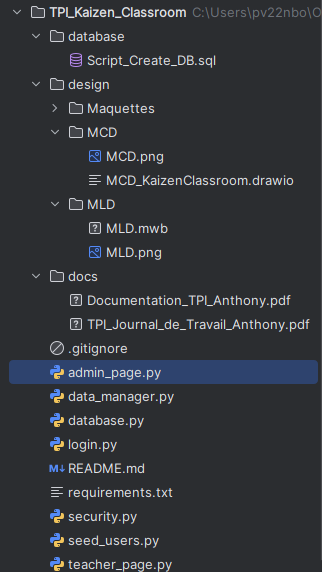 TPI_Kaizen_Classroom C:\Users\pv22nbo\O
database
Script_Create_DB.sql
design
Maquettes
MCD
MCD.png
MCD_KaizenClassroom.drawio
MLD
MLD.mwb
MLD.png
docs
Documentation_TPI_Anthony.pdf
TPI_Journal_de_Travail_Anthony.pdf
.gitignore
admin_page.py
data_manager.py
database.py
login.py
M↓ README.md
requirements.txt
security.py
seed_users.py
teacher_page.py